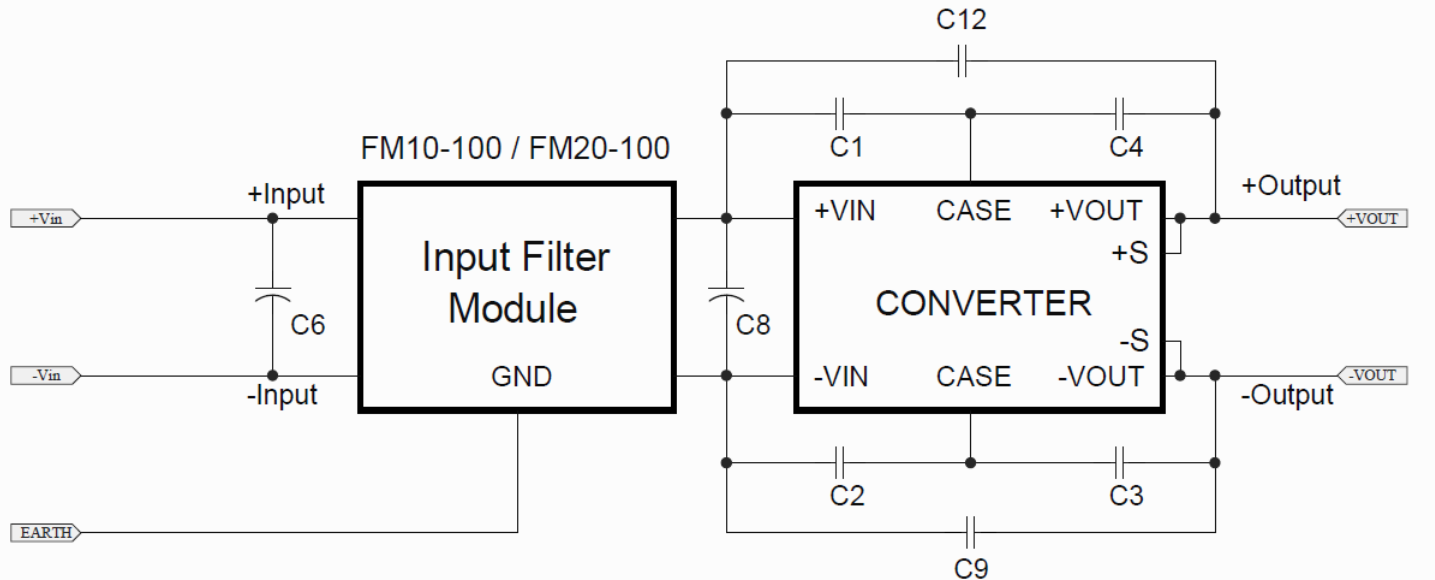 C12
C1
C4
FM10-100 / FM20-100
+Input
+Output
+Vin
+VIN
CASE
+VOUT
+VOUT
Input Filter
Module
+S
C6
C8
CONVERTER
-S
-Vin
GND
-VIN
CASE
-VOUT
-VOUT
-Input
-Output
C2
C3
EARTH
C9